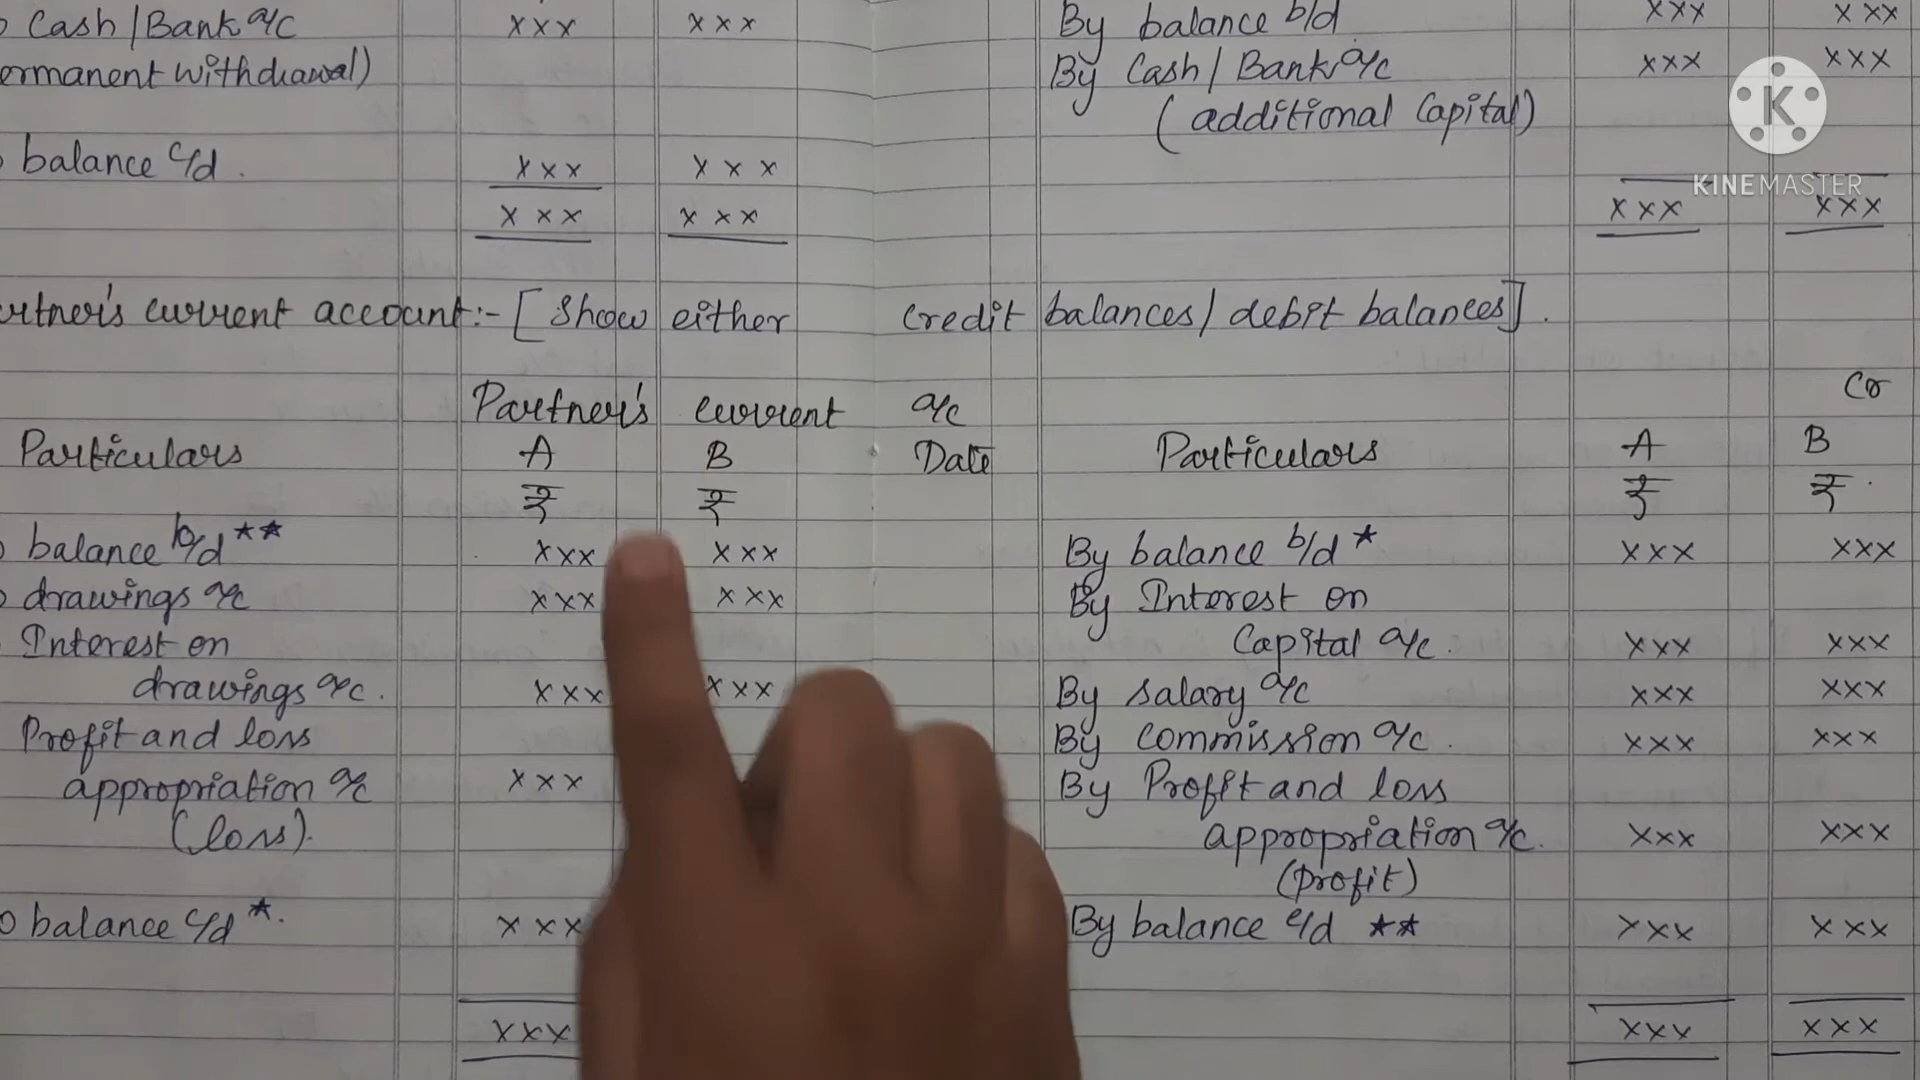 Cash/Bank a/c xxx xxx By balance b/d xxx xxx
ermanent withdrawal) By Cash/Bank a/c xxx xxx
(additional Capital)
balance c/d. xxx xxx
KINEMASTER
xxx xxx xxx xxx
rtner's current account:- [Show either credit balances/debit balances].
Cr
Partner's current a/c
Particulars A B Date Particulars A B
₹ ₹ ₹ ₹
balance b/d ** xxx xxx By balance b/d * xxx xxx
drawings a/c xxx xxx By Interest on
Interest on Capital a/c. xxx xxx
drawings a/c. xxx xxx By Salary a/c xxx xxx
Profit and loss By Commission a/c. xxx xxx
appropriation a/c xxx By Profit and loss
(loss). appropriation a/c. xxx xxx
(Profit)
o balance c/d *. xxx By balance c/d ** xxx xxx
xxx xxx xxx